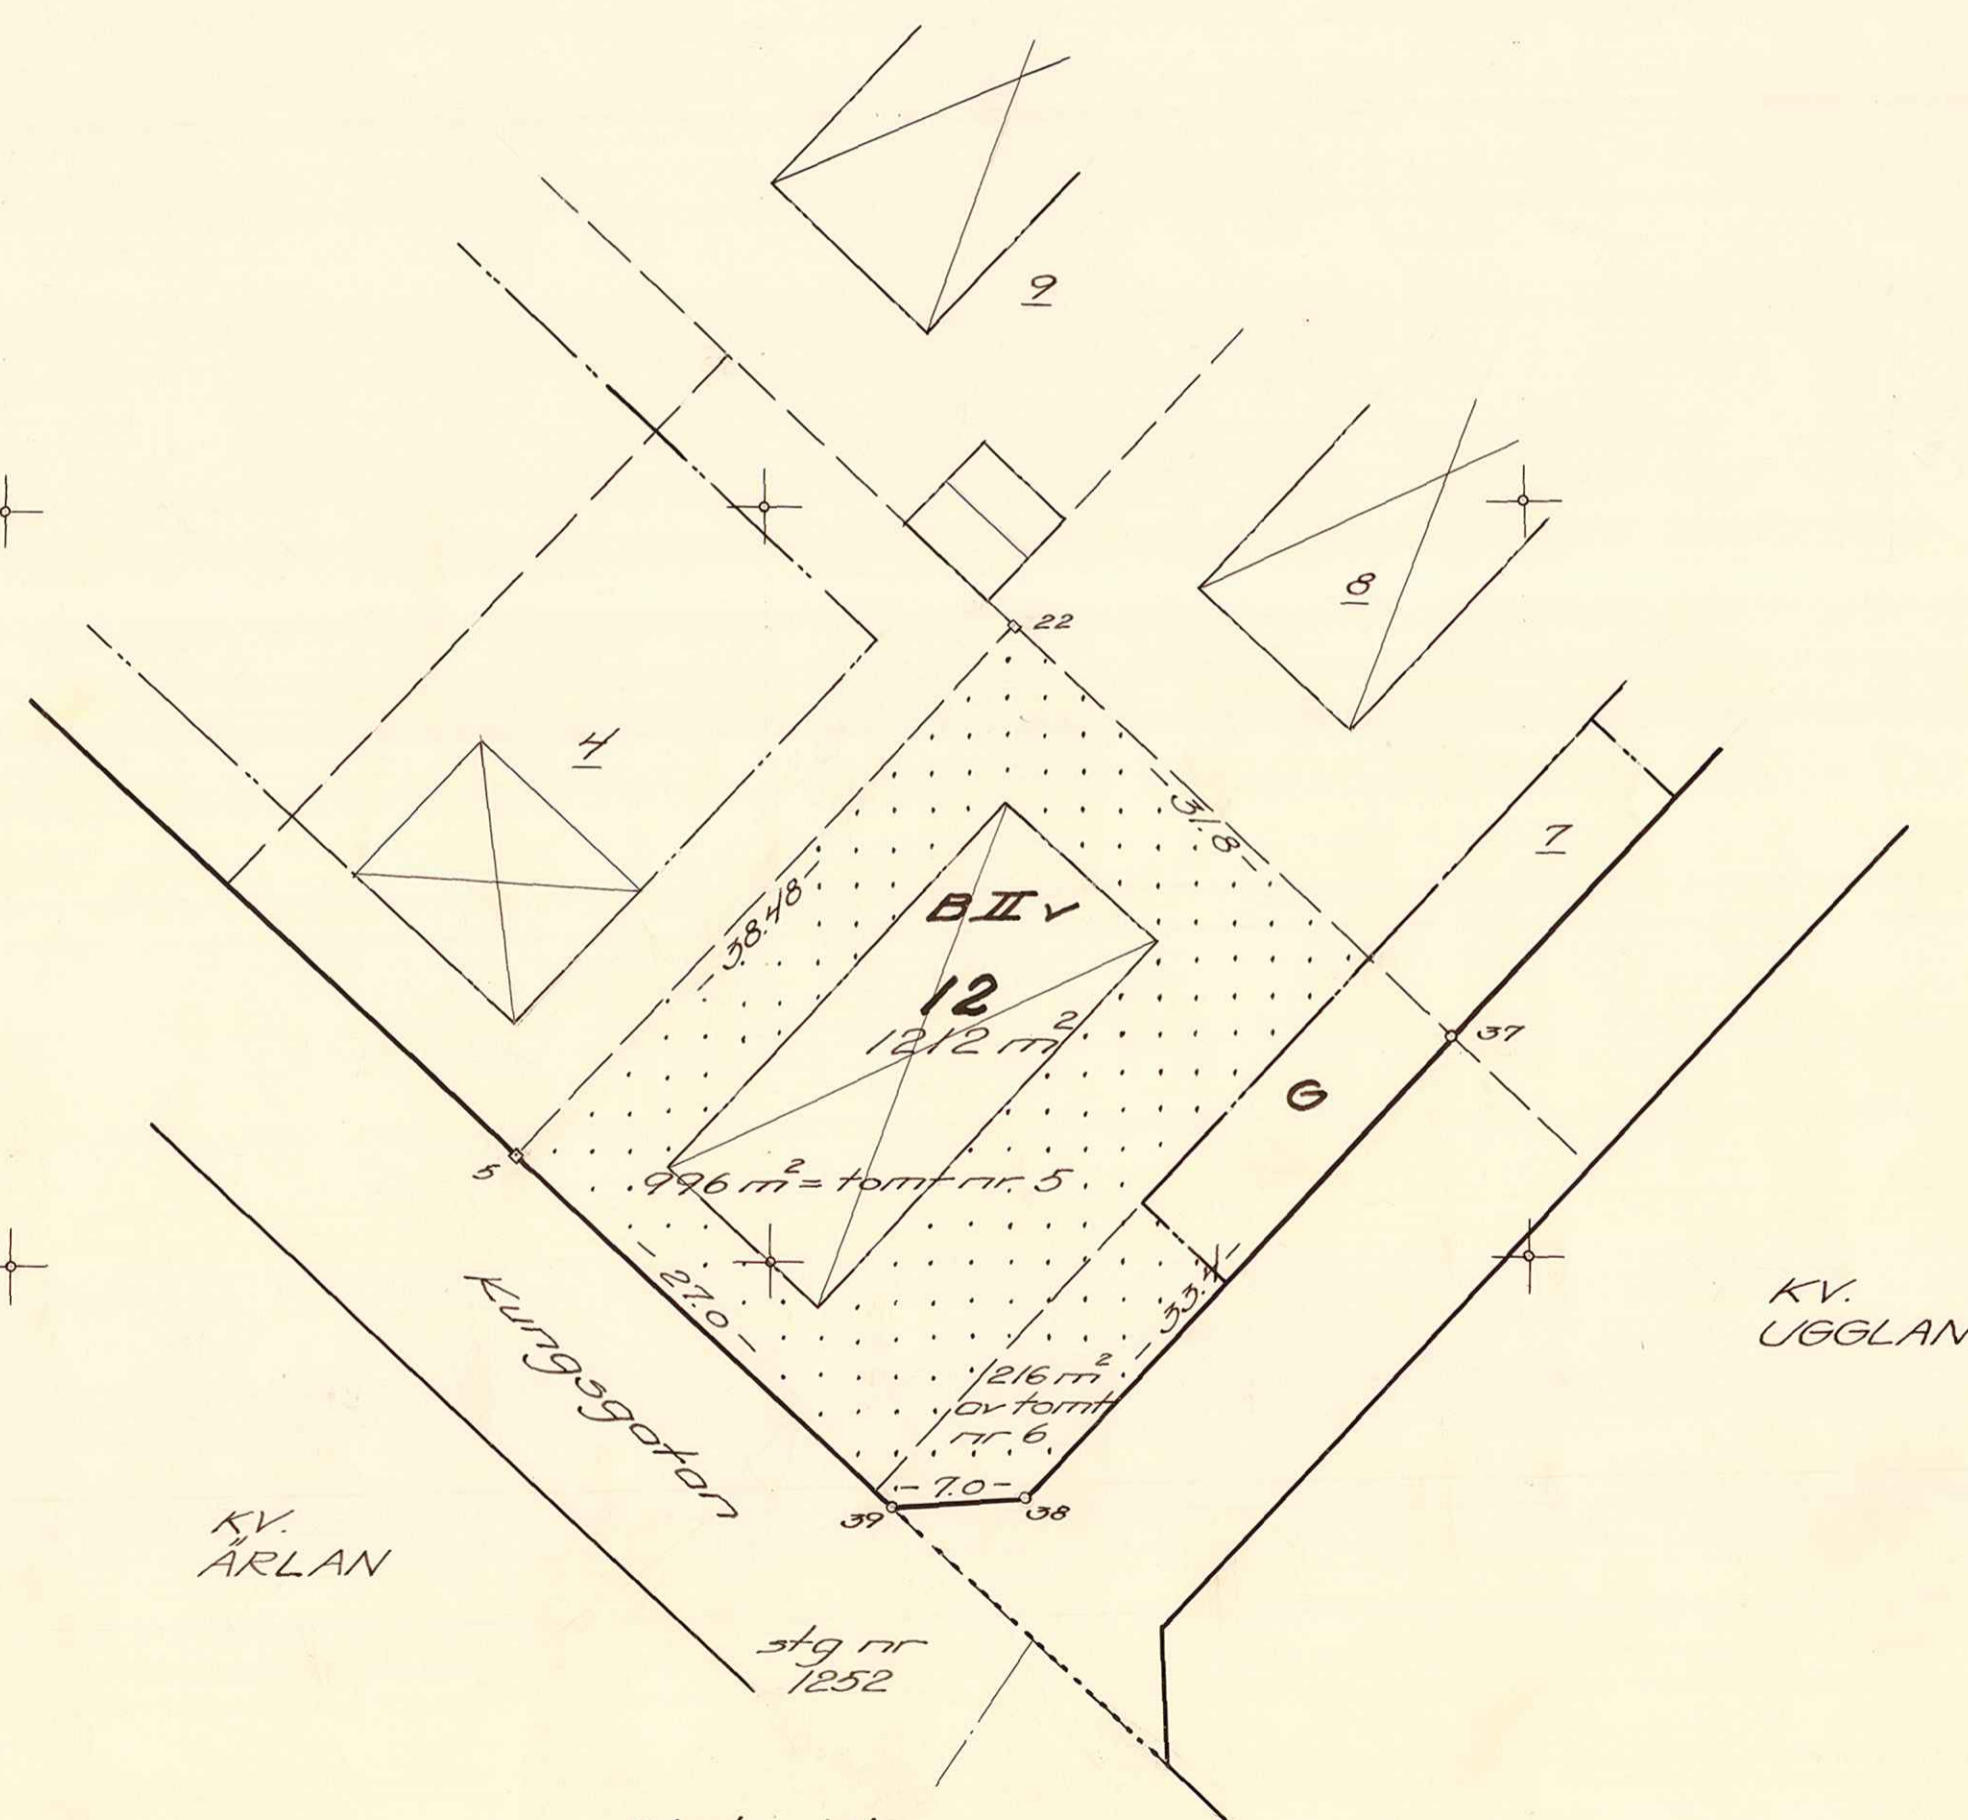 9
8
22
4
7
-31.8-
-38.48-
B II v
12
1212 m²
37
G
5
996 m² = tomt nr. 5
-27.0-
-33.4-
Kungsgatan
KV.
UGGLAN
216 m²
av tomt
nr 6
-7.0-
39
38
KV.
ÄRLAN
stg nr
1252